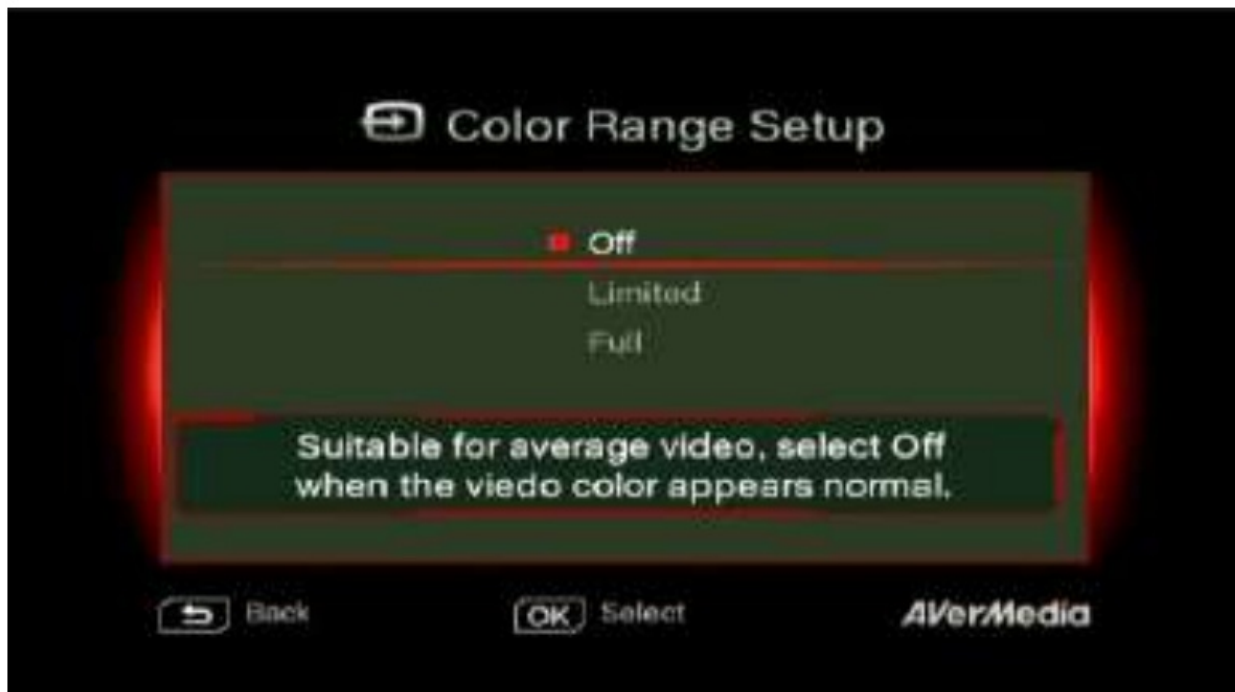 Color Range Setup
Off
Limited
Full
Suitable for average video, select Off
when the viedo color appears normal.
Back
OK Select
AVerMedia